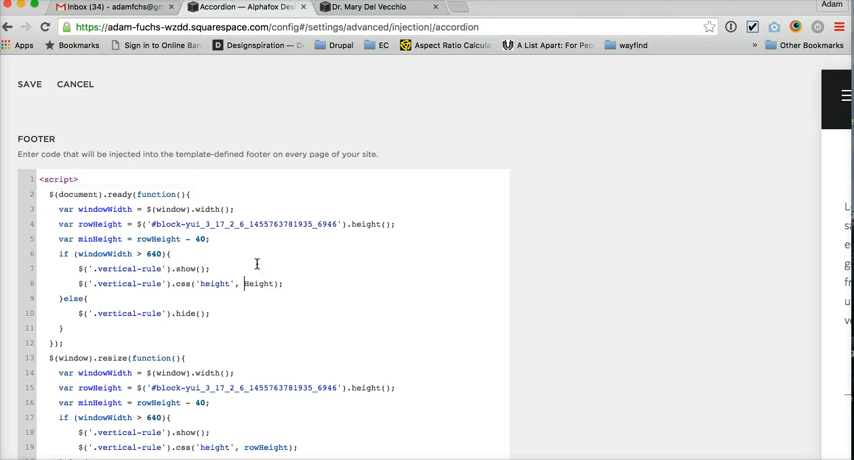 Inbox (34) - adamfchs@gm
Accordion — Alphafox Des
Dr. Mary Del Vecchio
Adam
https://adam-fuchs-wzdd.squarespace.com/config#/settings/advanced/injection|/accordion
Apps
Bookmarks
Sign in to Online Ban
Designspiration — D
Drupal
EC
Aspect Ratio Calcula
A List Apart: For Peo
wayfind
»
Other Bookmarks
SAVE CANCEL
FOOTER
Enter code that will be injected into the template-defined footer on every page of your site.
1 <script>
2 $(document).ready(function(){
3 var windowWidth = $(window).width();
4 var rowHeight = $('#block-yui_3_17_2_6_1455763781935_6946').height();
5 var minHeight = rowHeight - 40;
6 if (windowWidth > 640){
7 $('.vertical-rule').show();
8 $('.vertical-rule').css('height', Height);
9 }else{
10 $('.vertical-rule').hide();
11 }
12 });
13 $(window).resize(function(){
14 var windowWidth = $(window).width();
15 var rowHeight = $('#block-yui_3_17_2_6_1455763781935_6946').height();
16 var minHeight = rowHeight - 40;
17 if (windowWidth > 640){
18 $('.vertical-rule').show();
19 $('.vertical-rule').css('height', rowHeight);